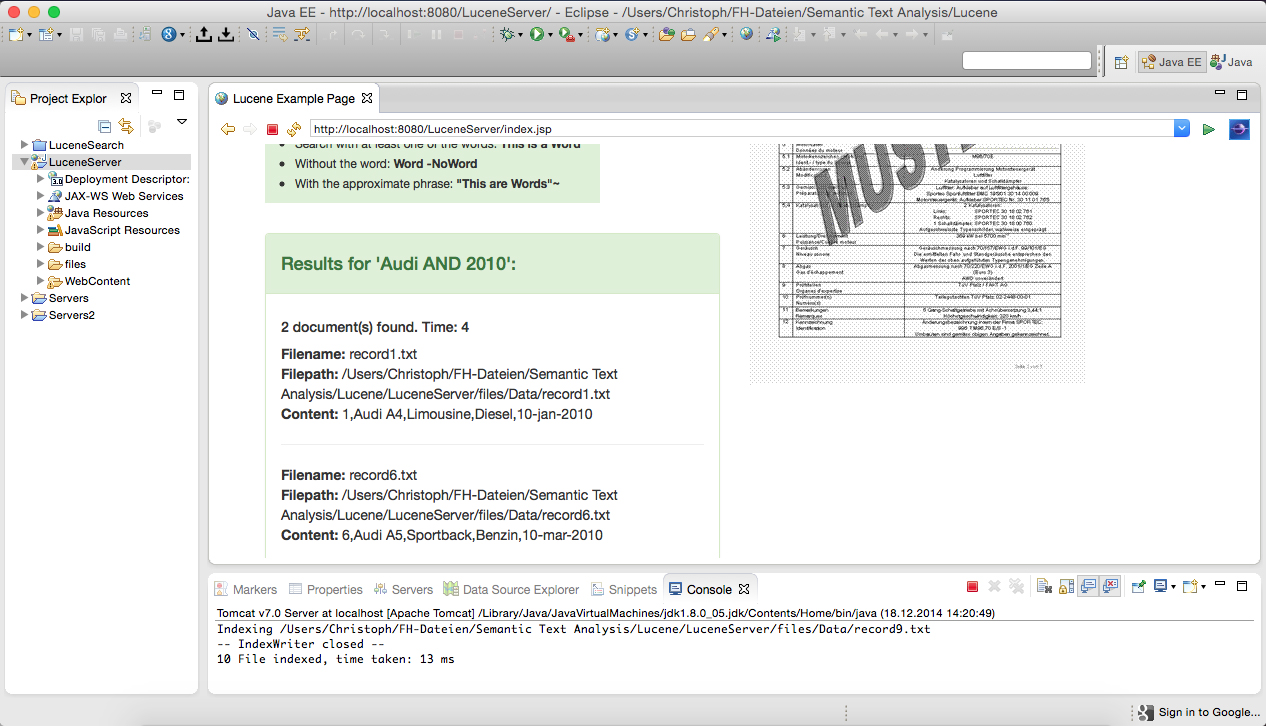 Java EE - http://localhost:8080/LuceneServer/ - Eclipse - /Users/Christoph/FH-Dateien/Semantic Text Analysis/Lucene
Java EE
Java
Project Explor
LuceneSearch
LuceneServer
Deployment Descriptor:
JAX-WS Web Services
Java Resources
JavaScript Resources
build
files
WebContent
Servers
Servers2
Lucene Example Page
http://localhost:8080/LuceneServer/index.jsp
Search with at least one of the words: This is a Word
Without the word: Word -NoWord
With the approximate phrase: "This are Words"~
Results for 'Audi AND 2010':
2 document(s) found. Time: 4
Filename: record1.txt
Filepath: /Users/Christoph/FH-Dateien/Semantic Text
Analysis/Lucene/LuceneServer/files/Data/record1.txt
Content: 1,Audi A4,Limousine,Diesel,10-jan-2010
Filename: record6.txt
Filepath: /Users/Christoph/FH-Dateien/Semantic Text
Analysis/Lucene/LuceneServer/files/Data/record6.txt
Content: 6,Audi A5,Sportback,Benzin,10-mar-2010
Markers
Properties
Servers
Data Source Explorer
Snippets
Console
Tomcat v7.0 Server at localhost [Apache Tomcat] /Library/Java/JavaVirtualMachines/jdk1.8.0_05.jdk/Contents/Home/bin/java (18.12.2014 14:20:49)
Indexing /Users/Christoph/FH-Dateien/Semantic Text Analysis/Lucene/LuceneServer/files/Data/record9.txt
-- IndexWriter closed --
10 File indexed, time taken: 13 ms
Sign in to Google...